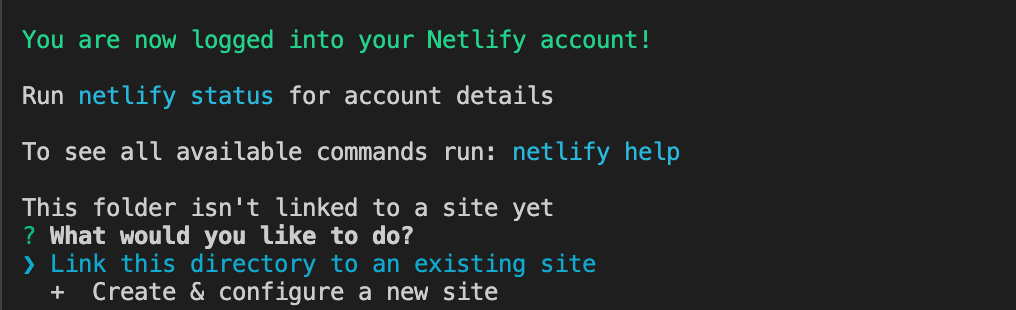 You are now logged into your Netlify account!
Run netlify status for account details
To see all available commands run: netlify help
This folder isn't linked to a site yet
? What would you like to do?
❯ Link this directory to an existing site
+  Create & configure a new site